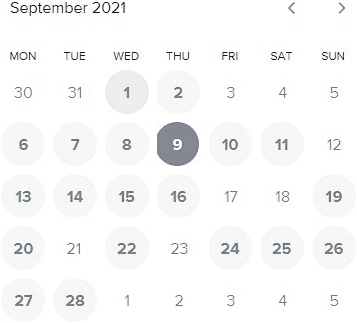 September 2021
MON TUE WED THU FRI SAT SUN
30 31 1 2 3 4 5
6 7 8 9 10 11 12
13 14 15 16 17 18 19
20 21 22 23 24 25 26
27 28 1 2 3 4 5